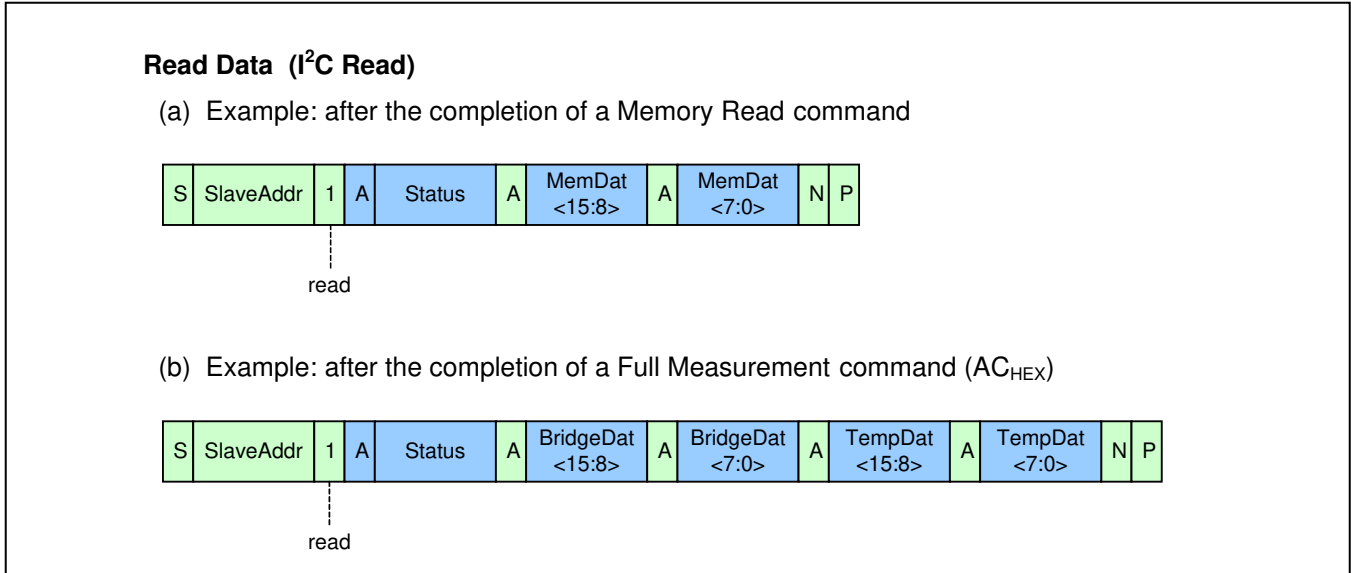 Read Data (I²C Read)
(a) Example: after the completion of a Memory Read command
S SlaveAddr 1 A Status A MemDat <15:8> A MemDat <7:0> N P
read
(b) Example: after the completion of a Full Measurement command (AC_HEX)
S SlaveAddr 1 A Status A BridgeDat <15:8> A BridgeDat <7:0> A TempDat <15:8> A TempDat <7:0> N P
read